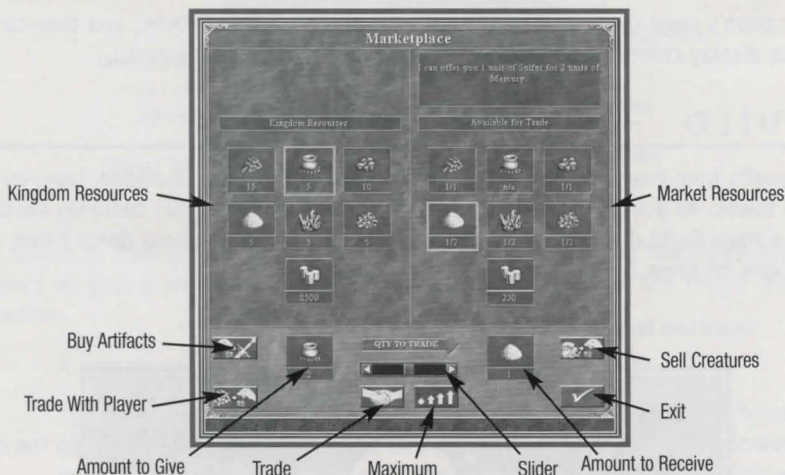 Marketplace
I can offer you 1 unit of Sulfur for 2 units of
Mercury.
Kingdom Resources
Available for Trade
15 5 10
1/1 n/a 1/1
Kingdom Resources
Market Resources
5 5 5
1/2 1/2 1/2
2500
250
Buy Artifacts
QTY TO TRADE
Sell Creatures
2
1
Trade With Player
Exit
Amount to Give
Trade
Maximum
Slider
Amount to Receive